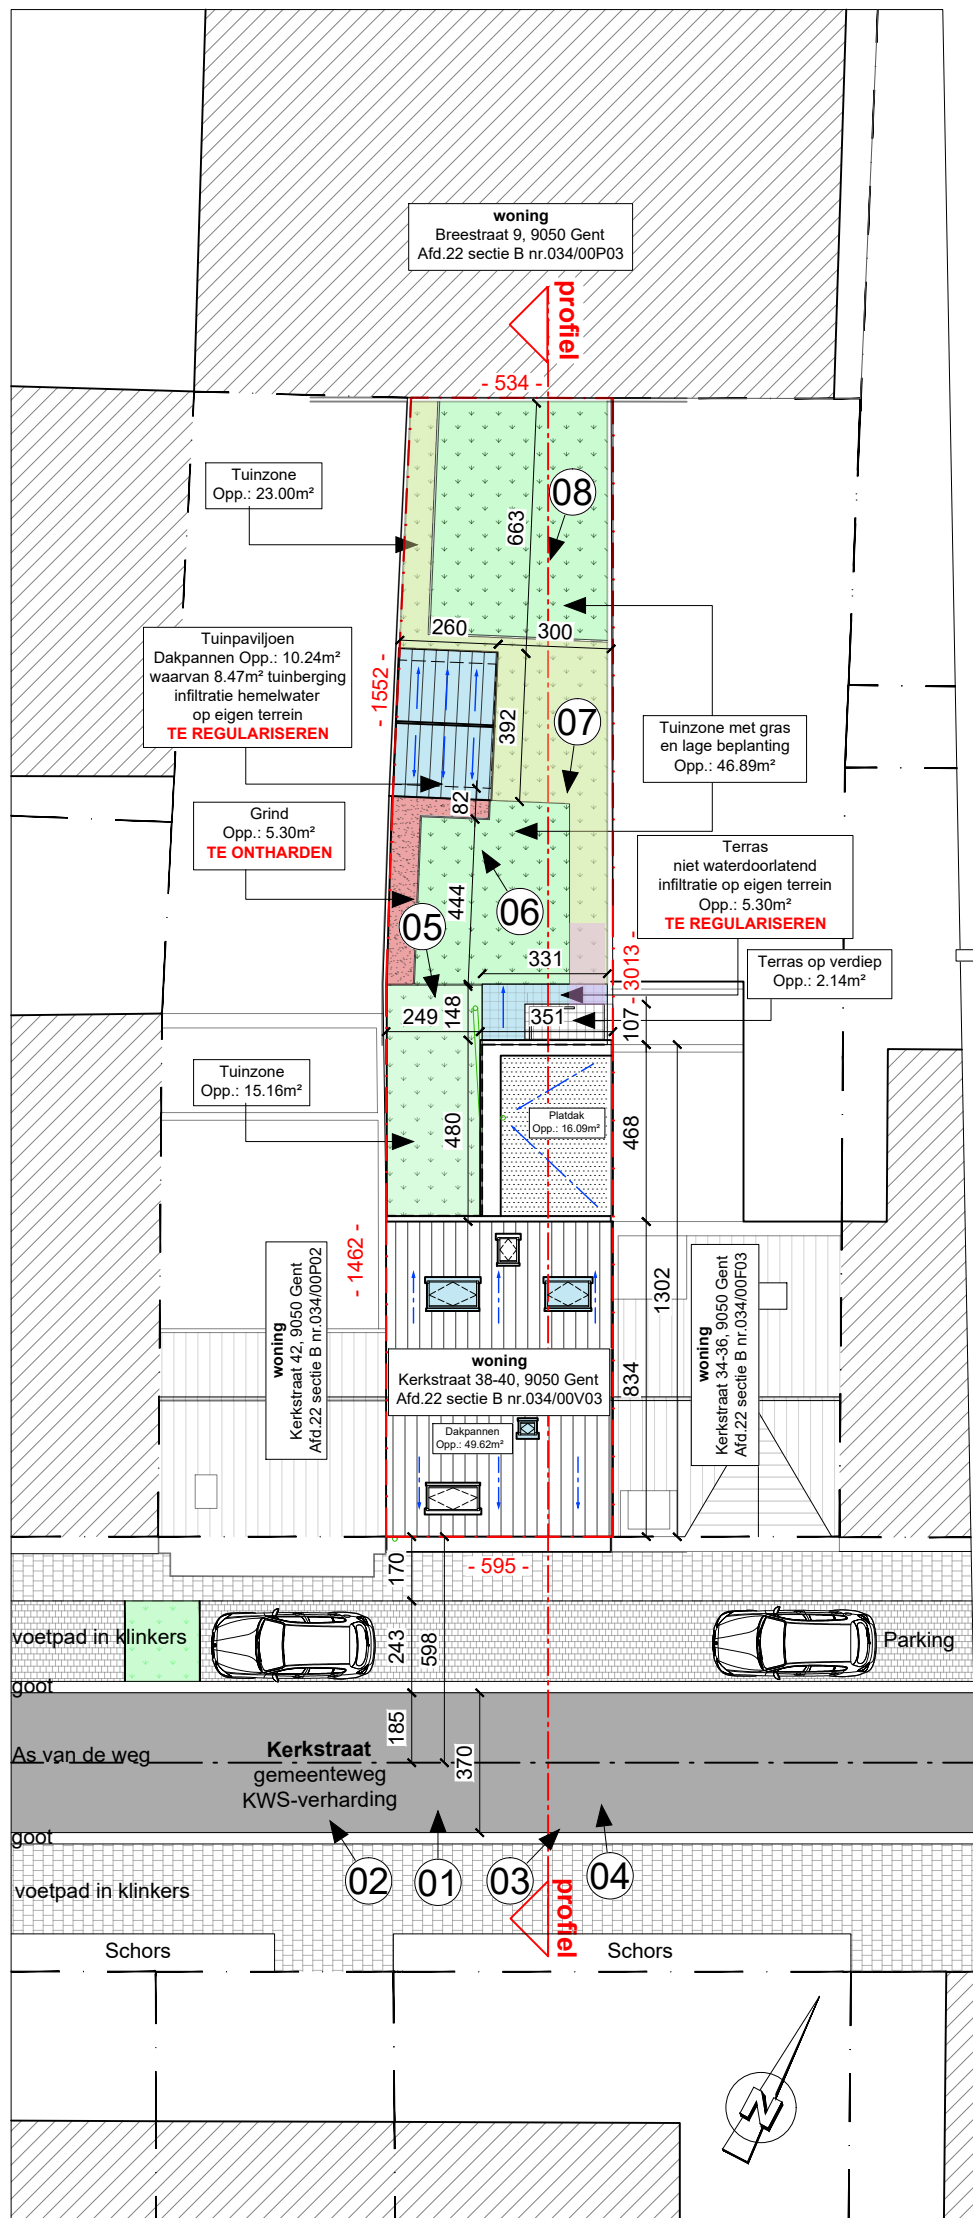 woning
Breestraat 9, 9050 Gent
Afd.22 sectie B nr.034/00P03
profiel
- 534 -
Tuinzone
Opp.: 23.00m²
08
663
260
300
Tuinpaviljoen
Dakpannen Opp.: 10.24m²
waarvan 8.47m² tuinberging
infiltratie hemelwater
op eigen terrein
TE REGULARISEREN
- 1552 -
392
07
Tuinzone met gras
en lage beplanting
Opp.: 46.89m²
82
Grind
Opp.: 5.30m²
TE ONTHARDEN
444
05
06
Terras
niet waterdoorlatend
infiltratie op eigen terrein
Opp.: 5.30m²
TE REGULARISEREN
- 3013 -
331
Terras op verdiep
Opp.: 2.14m²
249
148
351
107
Tuinzone
Opp.: 15.16m²
480
Platdak
Opp.: 16.09m²
468
- 1462 -
1302
woning
Kerkstraat 42, 9050 Gent
Afd.22 sectie B nr.034/00P02
woning
Kerkstraat 38-40, 9050 Gent
Afd.22 sectie B nr.034/00V03
834
woning
Kerkstraat 34-36, 9050 Gent
Afd.22 sectie B nr.034/00F03
Dakpannen
Opp.: 49.62m²
170
- 595 -
voetpad in klinkers
243
598
Parking
goot
185
As van de weg
Kerkstraat
gemeenteweg
KWS-verharding
370
goot
voetpad in klinkers
02
01
03
04
profiel
Schors
Schors
N